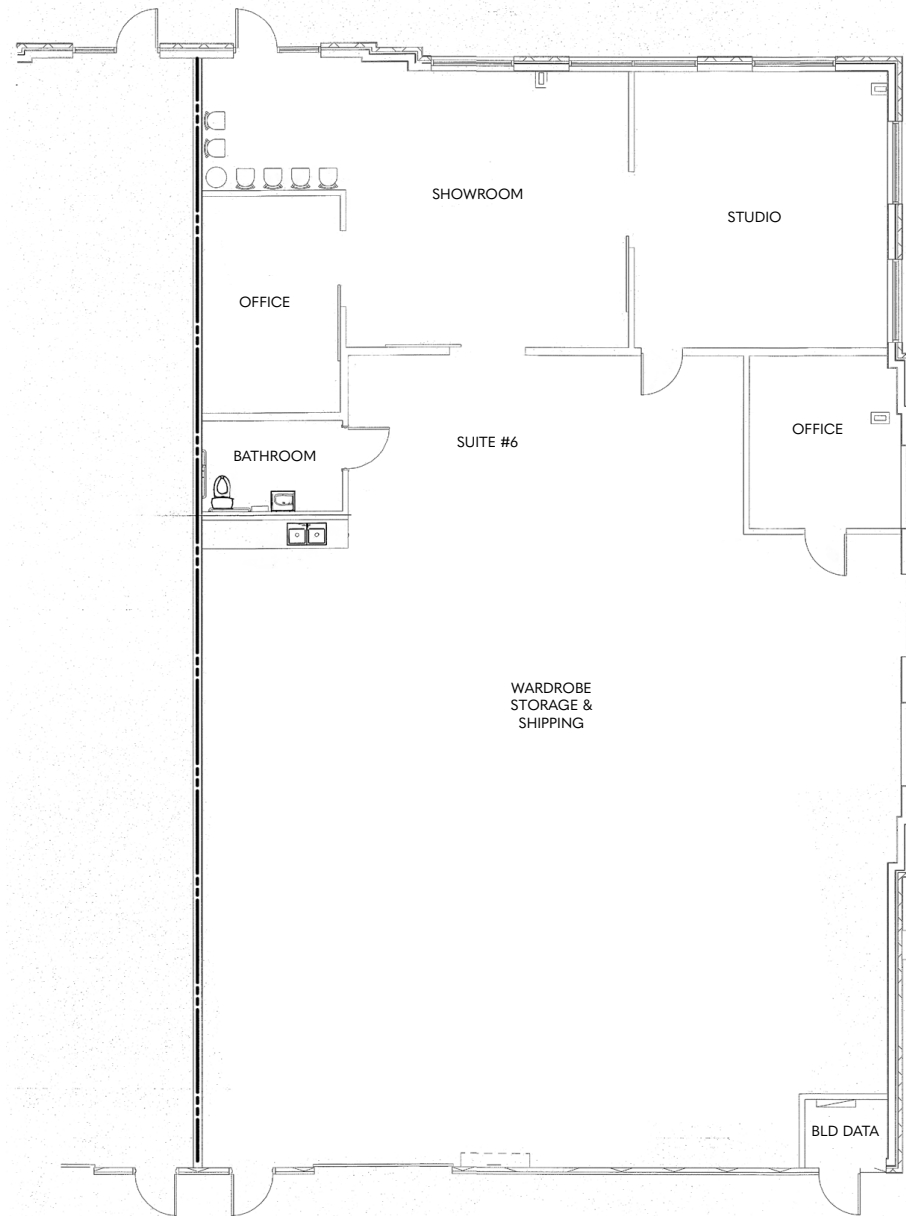 SHOWROOM
STUDIO
OFFICE
OFFICE
SUITE #6
BATHROOM
WARDROBE
STORAGE &
SHIPPING
BLD DATA